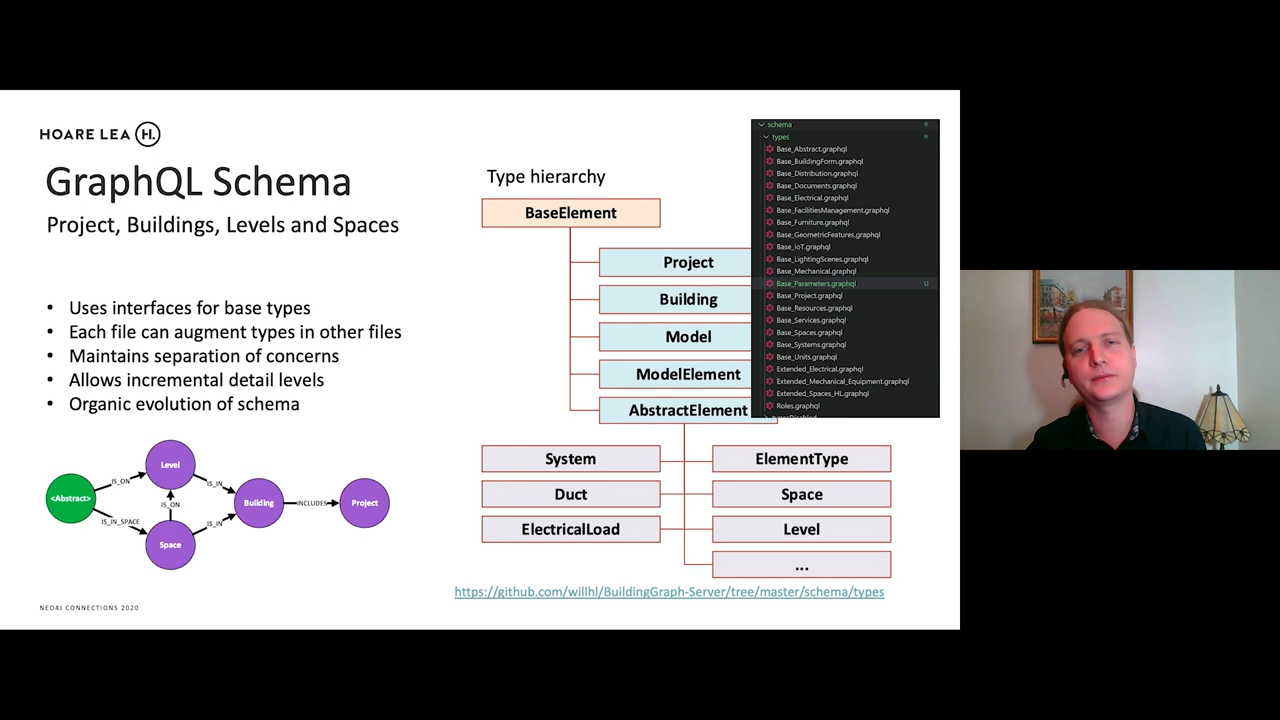 HOARE LEA H.
GraphQL Schema
Project, Buildings, Levels and Spaces
• Uses interfaces for base types
• Each file can augment types in other files
• Maintains separation of concerns
• Allows incremental detail levels
• Organic evolution of schema
<Abstract>
IS_ON
IS_IN_SPACE
Level
IS_ON
Space
IS_IN
IS_IN
Building
INCLUDES
Project
NEO4J CONNECTIONS 2020
Type hierarchy
BaseElement
Project
Building
Model
ModelElement
AbstractElement
System
ElementType
Duct
Space
ElectricalLoad
Level
...
https://github.com/willhl/BuildingGraph-Server/tree/master/schema/types
schema
types
Base_Abstract.graphql
Base_BuildingForm.graphql
Base_Distribution.graphql
Base_Documents.graphql
Base_Electrical.graphql
Base_FacilitiesManagement.graphql
Base_Furniture.graphql
Base_GeometricFeatures.graphql
Base_IoT.graphql
Base_LightingScenes.graphql
Base_Mechanical.graphql
Base_Parameters.graphql U
Base_Project.graphql
Base_Resources.graphql
Base_Services.graphql
Base_Spaces.graphql
Base_Systems.graphql
Base_Units.graphql
Extended_Electrical.graphql
Extended_Mechanical_Equipment.graphql
Extended_Spaces_HL.graphql
Roles.graphql